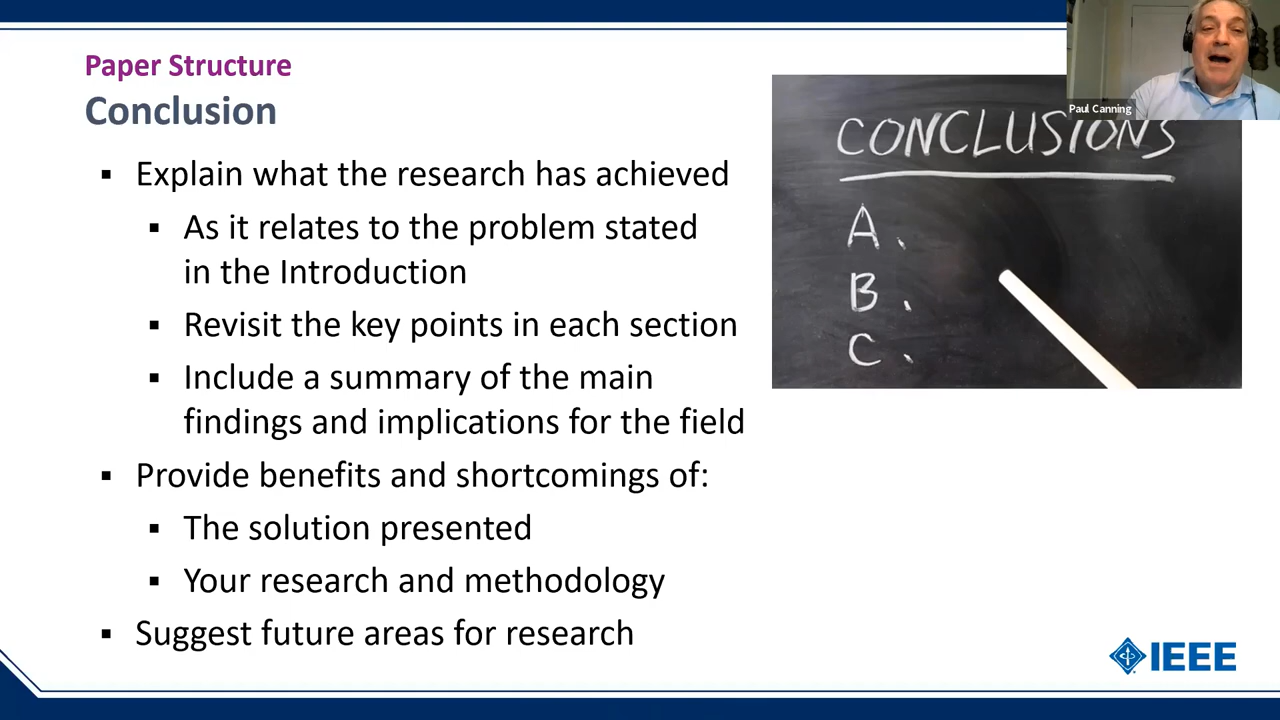 Paper Structure
Conclusion
▪ Explain what the research has achieved
▪ As it relates to the problem stated
in the Introduction
▪ Revisit the key points in each section
▪ Include a summary of the main
findings and implications for the field
▪ Provide benefits and shortcomings of:
▪ The solution presented
▪ Your research and methodology
▪ Suggest future areas for research
Paul Canning
CONCLUSIONS
A.
B.
C.
IEEE